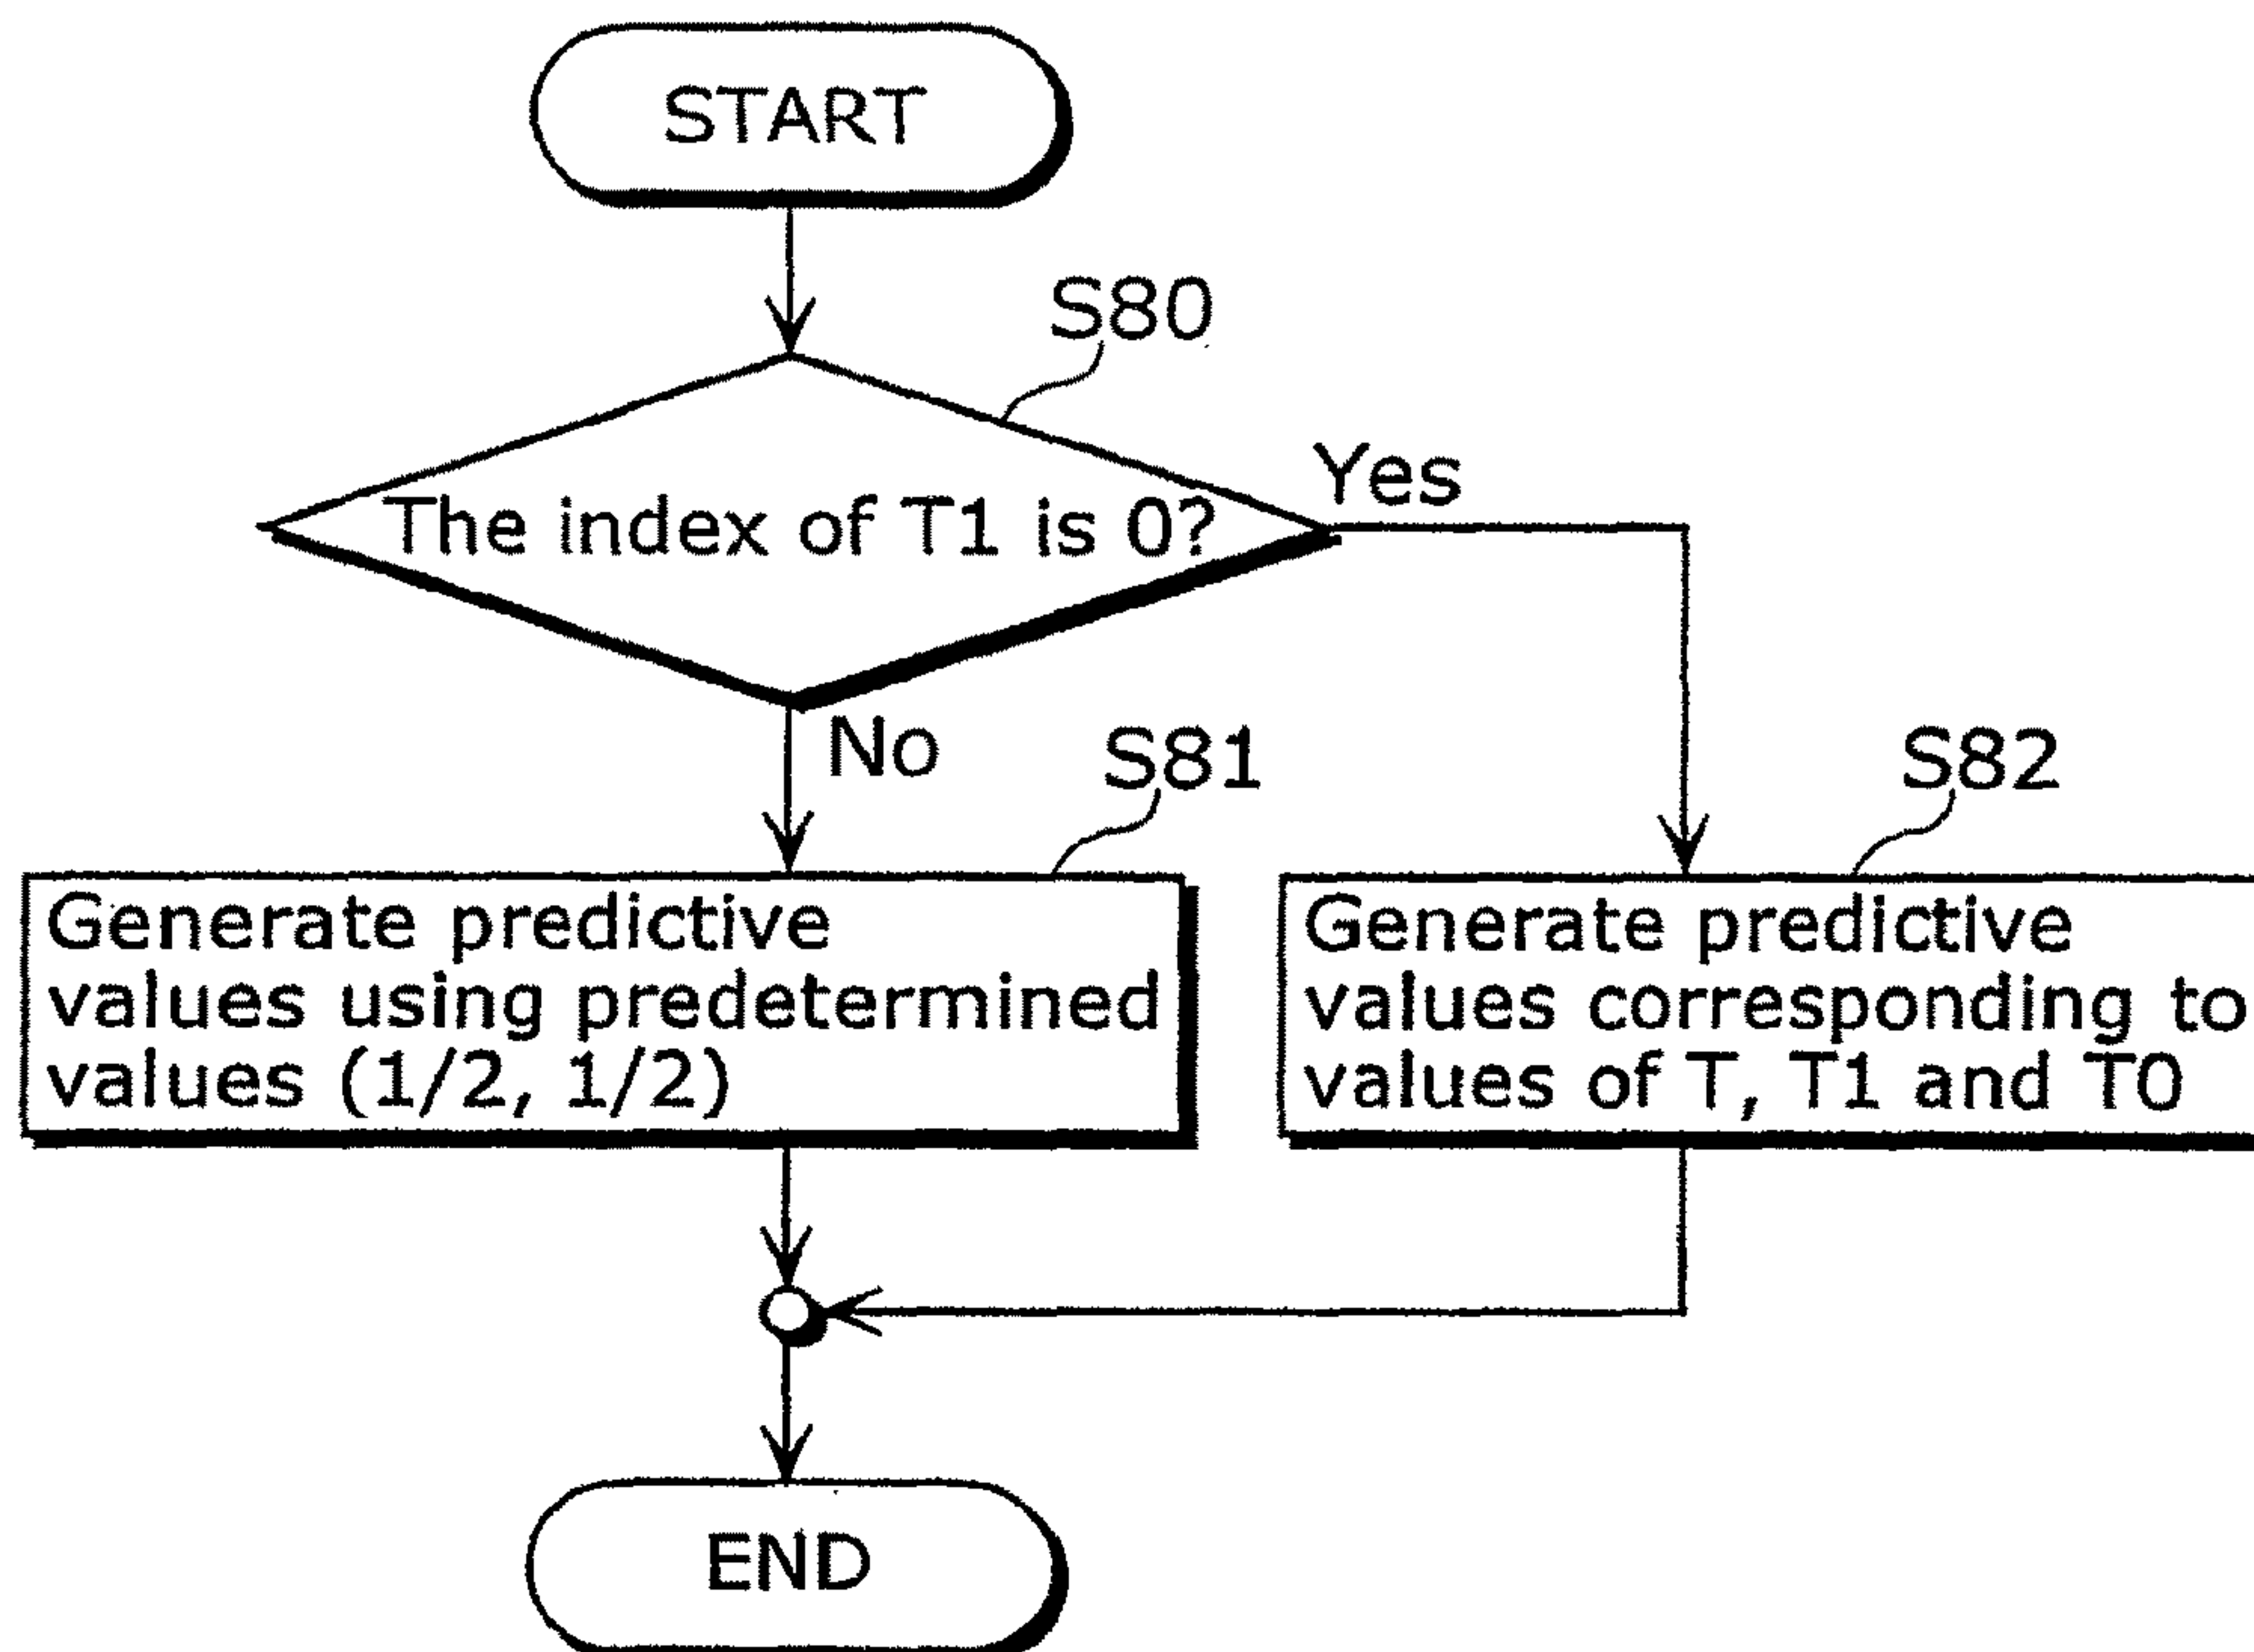 START
S80
The index of T1 is 0?
Yes
No
S81
S82
Generate predictive
values using predetermined
values (1/2, 1/2)
Generate predictive
values corresponding to
values of T, T1 and T0
END